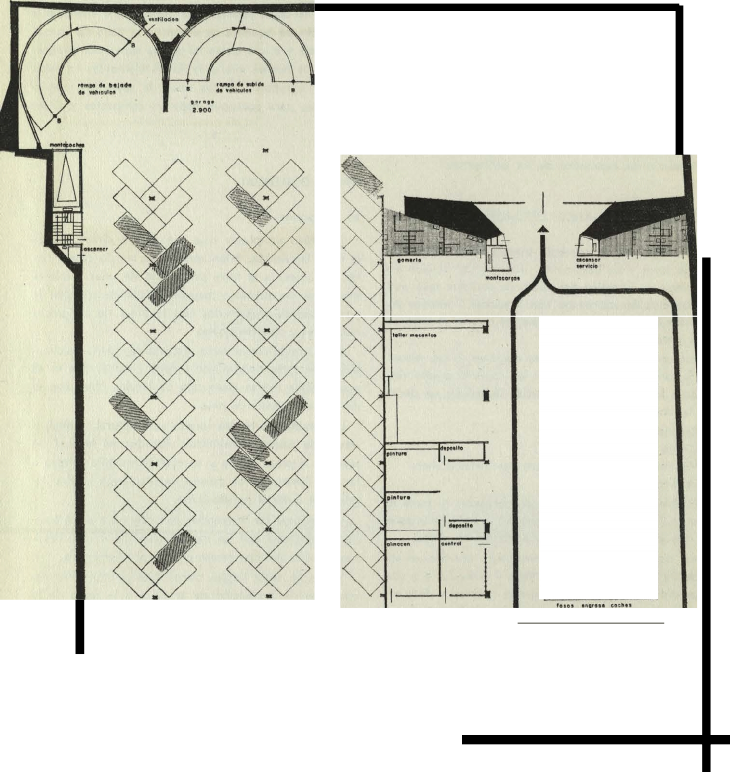 ventilacion
B
B
rampa de bajada
de vehiculos
S
rampa de subida
de vehiculos
B
garage
2.900
montacoches
ascensor
gomeria
montacargas
ascensor
servicio
taller mecanico
pintura
deposito
pintura
deposito
almacen
control
fosos engrase coches